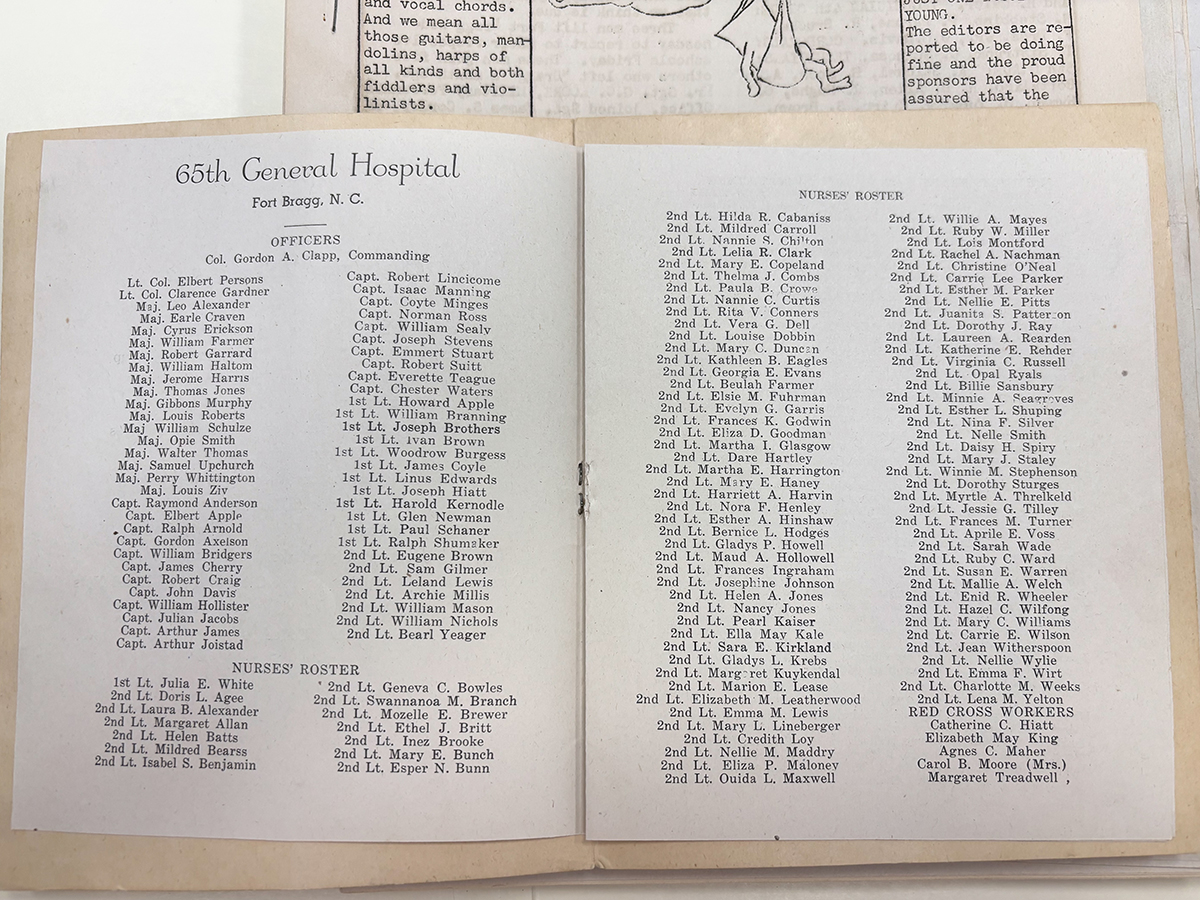 and vocal chords.
And we mean all
those guitars, man-
dolins, harps of
all kinds and both
fiddlers and vio-
linists.
YOUNG.
The editors are re-
ported to be doing
fine and the proud
sponsors have been
assured that the
65th General Hospital
Fort Bragg, N. C.
OFFICERS
Col. Gordon A. Clapp, Commanding
Lt. Col. Elbert Persons
Lt. Col. Clarence Gardner
Maj. Leo Alexander
Maj. Earle Craven
Maj. Cyrus Erickson
Maj. William Farmer
Maj. Robert Garrard
Maj. William Haltom
Maj. Jerome Harris
Maj. Thomas Jones
Maj. Gibbons Murphy
Maj. Louis Roberts
Maj William Schulze
Maj. Opie Smith
Maj. Walter Thomas
Maj. Samuel Upchurch
Maj. Perry Whittington
Maj. Louis Ziv
Capt. Raymond Anderson
Capt. Elbert Apple
Capt. Ralph Arnold
Capt. Gordon Axelson
Capt. William Bridgers
Capt. James Cherry
Capt. Robert Craig
Capt. John Davis
Capt. William Hollister
Capt. Julian Jacobs
Capt. Arthur James
Capt. Arthur Joistad
Capt. Robert Lincicome
Capt. Isaac Manning
Capt. Coyte Minges
Capt. Norman Ross
Capt. William Sealy
Capt. Joseph Stevens
Capt. Emmert Stuart
Capt. Robert Suitt
Capt. Everette Teague
Capt. Chester Waters
1st Lt. Howard Apple
1st Lt. William Branning
1st Lt. Joseph Brothers
1st Lt. Ivan Brown
1st Lt. Woodrow Burgess
1st Lt. James Coyle
1st Lt. Linus Edwards
1st Lt. Joseph Hiatt
1st Lt. Harold Kernodle
1st Lt. Glen Newman
1st Lt. Paul Schaner
1st Lt. Ralph Shumaker
2nd Lt. Eugene Brown
2nd Lt. Sam Gilmer
2nd Lt. Leland Lewis
2nd Lt. Archie Millis
2nd Lt. William Mason
2nd Lt. William Nichols
2nd Lt. Bearl Yeager
NURSES' ROSTER
1st Lt. Julia E. White
2nd Lt. Doris L. Agee
2nd Lt. Laura B. Alexander
2nd Lt. Margaret Allan
2nd Lt. Helen Batts
2nd Lt. Mildred Bearss
2nd Lt. Isabel S. Benjamin
2nd Lt. Geneva C. Bowles
2nd Lt. Swannanoa M. Branch
2nd Lt. Mozelle E. Brewer
2nd Lt. Ethel J. Britt
2nd Lt. Inez Brooke
2nd Lt. Mary E. Bunch
2nd Lt. Esper N. Bunn
NURSES' ROSTER
2nd Lt. Hilda R. Cabaniss
2nd Lt. Mildred Carroll
2nd Lt. Nannie S. Chilton
2nd Lt. Lelia R. Clark
2nd Lt. Mary E. Copeland
2nd Lt. Thelma J. Combs
2nd Lt. Paula B. Crowe
2nd Lt. Nannie C. Curtis
2nd Lt. Rita V. Conners
2nd Lt. Vera G. Dell
2nd Lt. Louise Dobbin
2nd Lt. Mary C. Duncan
2nd Lt. Kathleen B. Eagles
2nd Lt. Georgia E. Evans
2nd Lt. Beulah Farmer
2nd Lt. Elsie M. Fuhrman
2nd Lt. Evelyn G. Garris
2nd Lt. Frances K. Godwin
2nd Lt. Eliza D. Goodman
2nd Lt. Martha I. Glasgow
2nd Lt. Dare Hartley
2nd Lt. Martha E. Harrington
2nd Lt. Mary E. Haney
2nd Lt. Harriett A. Harvin
2nd Lt. Nora F. Henley
2nd Lt. Esther A. Hinshaw
2nd Lt. Bernice L. Hodges
2nd Lt. Gladys P. Howell
2nd Lt. Maud A. Hollowell
2nd Lt. Frances Ingraham
2nd Lt. Josephine Johnson
2nd Lt. Helen A. Jones
2nd Lt. Nancy Jones
2nd Lt. Pearl Kaiser
2nd Lt. Ella May Kale
2nd Lt. Sara E. Kirkland
2nd Lt. Gladys L. Krebs
2nd Lt. Margaret Kuykendal
2nd Lt. Marion E. Lease
2nd Lt. Elizabeth M. Leatherwood
2nd Lt. Emma M. Lewis
2nd Lt. Mary L. Lineberger
2nd Lt. Credith Loy
2nd Lt. Nellie M. Maddry
2nd Lt. Eliza P. Maloney
2nd Lt. Ouida L. Maxwell
2nd Lt. Willie A. Mayes
2nd Lt. Ruby W. Miller
2nd Lt. Lois Montford
2nd Lt. Rachel A. Nachman
2nd Lt. Christine O'Neal
2nd Lt. Carrie Lee Parker
2nd Lt. Esther M. Parker
2nd Lt. Nellie E. Pitts
2nd Lt. Juanita S. Patterson
2nd Lt. Dorothy J. Ray
2nd Lt. Laureen A. Rearden
2nd Lt. Katherine E. Rehder
2nd Lt. Virginia C. Russell
2nd Lt. Opal Ryals
2nd Lt. Billie Sansbury
2nd Lt. Minnie A. Seagroves
2nd Lt. Esther L. Shuping
2nd Lt. Nina F. Silver
2nd Lt. Nelle Smith
2nd Lt. Daisy H. Spiry
2nd Lt. Mary J. Staley
2nd Lt. Winnie M. Stephenson
2nd Lt. Dorothy Sturges
2nd Lt. Myrtle A. Threlkeld
2nd Lt. Jessie G. Tilley
2nd Lt. Frances M. Turner
2nd Lt. Aprile E. Voss
2nd Lt. Sarah Wade
2nd Lt. Ruby C. Ward
2nd Lt. Susan E. Warren
2nd Lt. Mallie A. Welch
2nd Lt. Enid R. Wheeler
2nd Lt. Hazel C. Wilfong
2nd Lt. Mary C. Williams
2nd Lt. Carrie E. Wilson
2nd Lt. Jean Witherspoon
2nd Lt. Nellie Wylie
2nd Lt. Emma F. Wirt
2nd Lt. Charlotte M. Weeks
2nd Lt. Lena M. Yelton
RED CROSS WORKERS
Catherine C. Hiatt
Elizabeth May King
Agnes C. Maher
Carol B. Moore (Mrs.)
Margaret Treadwell ,